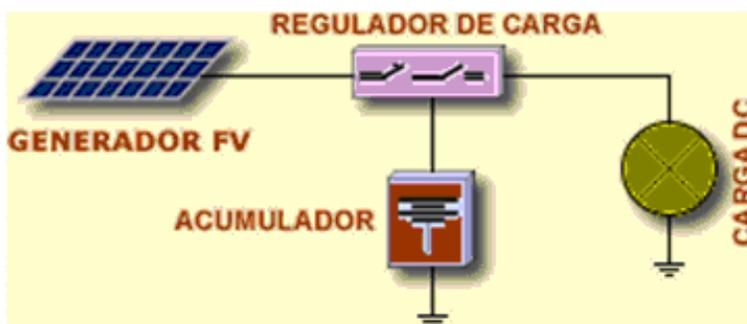 REGULADOR DE CARGA
GENERADOR FV
ACUMULADOR
CARGA DC